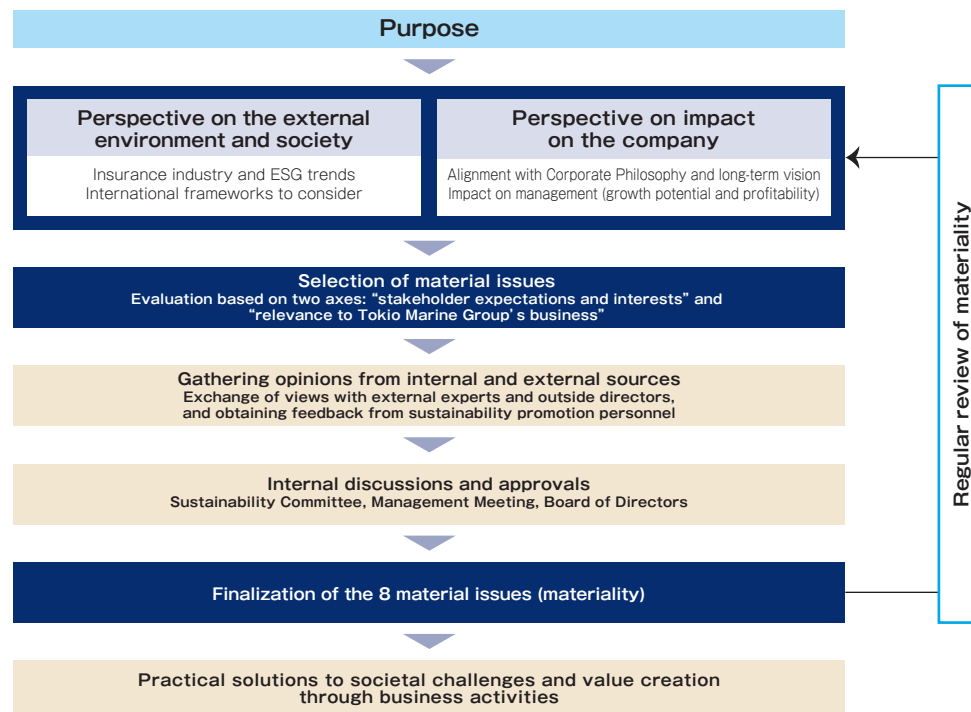 Purpose
Perspective on the external
environment and society
Insurance industry and ESG trends
International frameworks to consider
Perspective on impact
on the company
Alignment with Corporate Philosophy and long-term vision
Impact on management (growth potential and profitability)
Selection of material issues
Evaluation based on two axes: “stakeholder expectations and interests” and
“relevance to Tokio Marine Group’s business”
Gathering opinions from internal and external sources
Exchange of views with external experts and outside directors,
and obtaining feedback from sustainability promotion personnel
Internal discussions and approvals
Sustainability Committee, Management Meeting, Board of Directors
Finalization of the 8 material issues (materiality)
Practical solutions to societal challenges and value creation
through business activities
Regular review of materiality